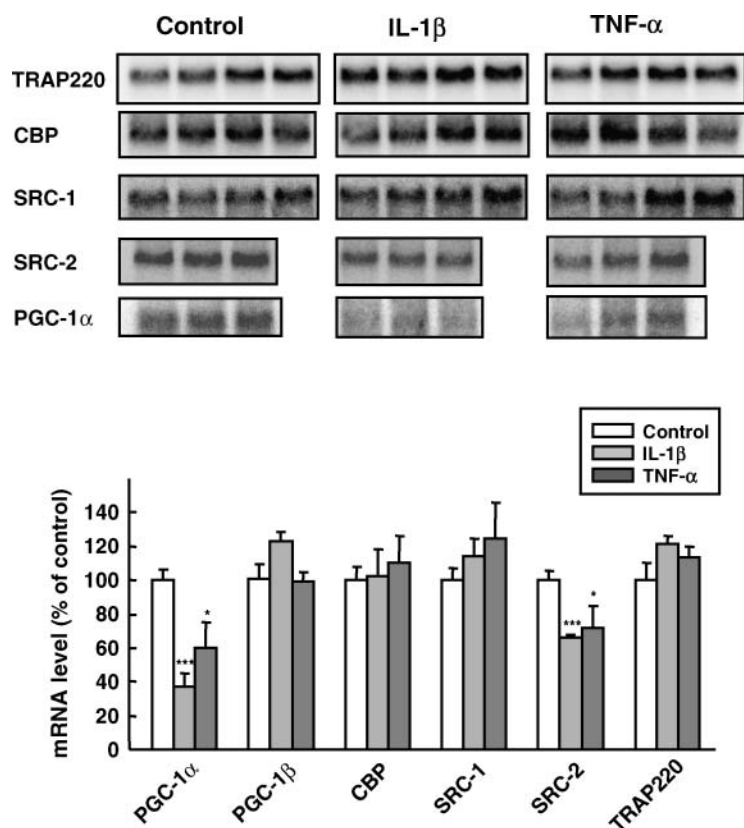 Control IL-1β TNF-α
TRAP220
CBP
SRC-1
SRC-2
PGC-1α
Control
IL-1β
TNF-α
mRNA level (% of control)
140
120
100
80
60
40
20
0
*** *
*** *
PGC-1α PGC-1β CBP SRC-1 SRC-2 TRAP220